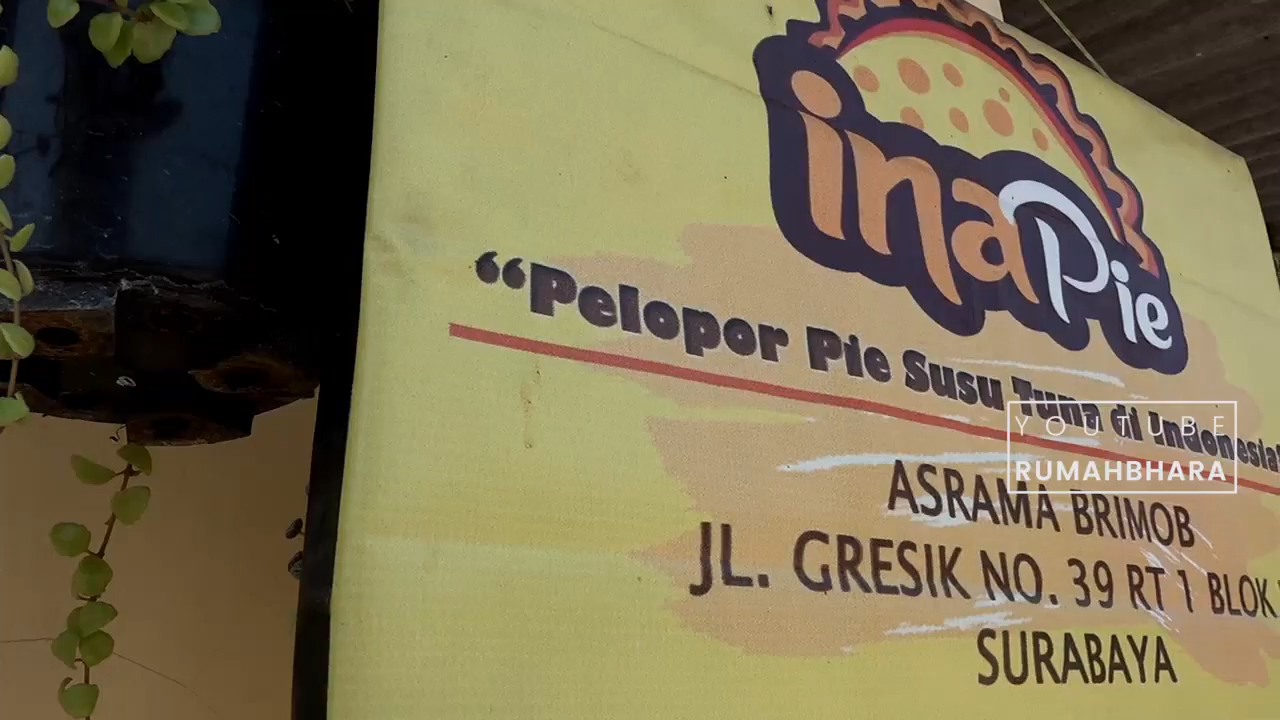 inaPie
“Pelopor Pie Susu Tuna di Indonesia
YOUTUBE
RUMAHBHARA
ASRAMA BRIMOB
JL. GRESIK NO. 39 RT 1 BLOK
SURABAYA